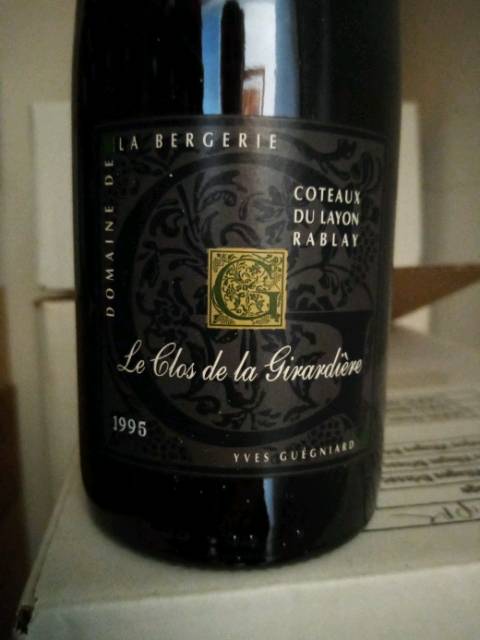 DOMAINE DE
LA BERGERIE
COTEAUX
DU LAYON
RABLAY
G
Le Clos de la Girardière
1995
YVES GUÉGNIARD